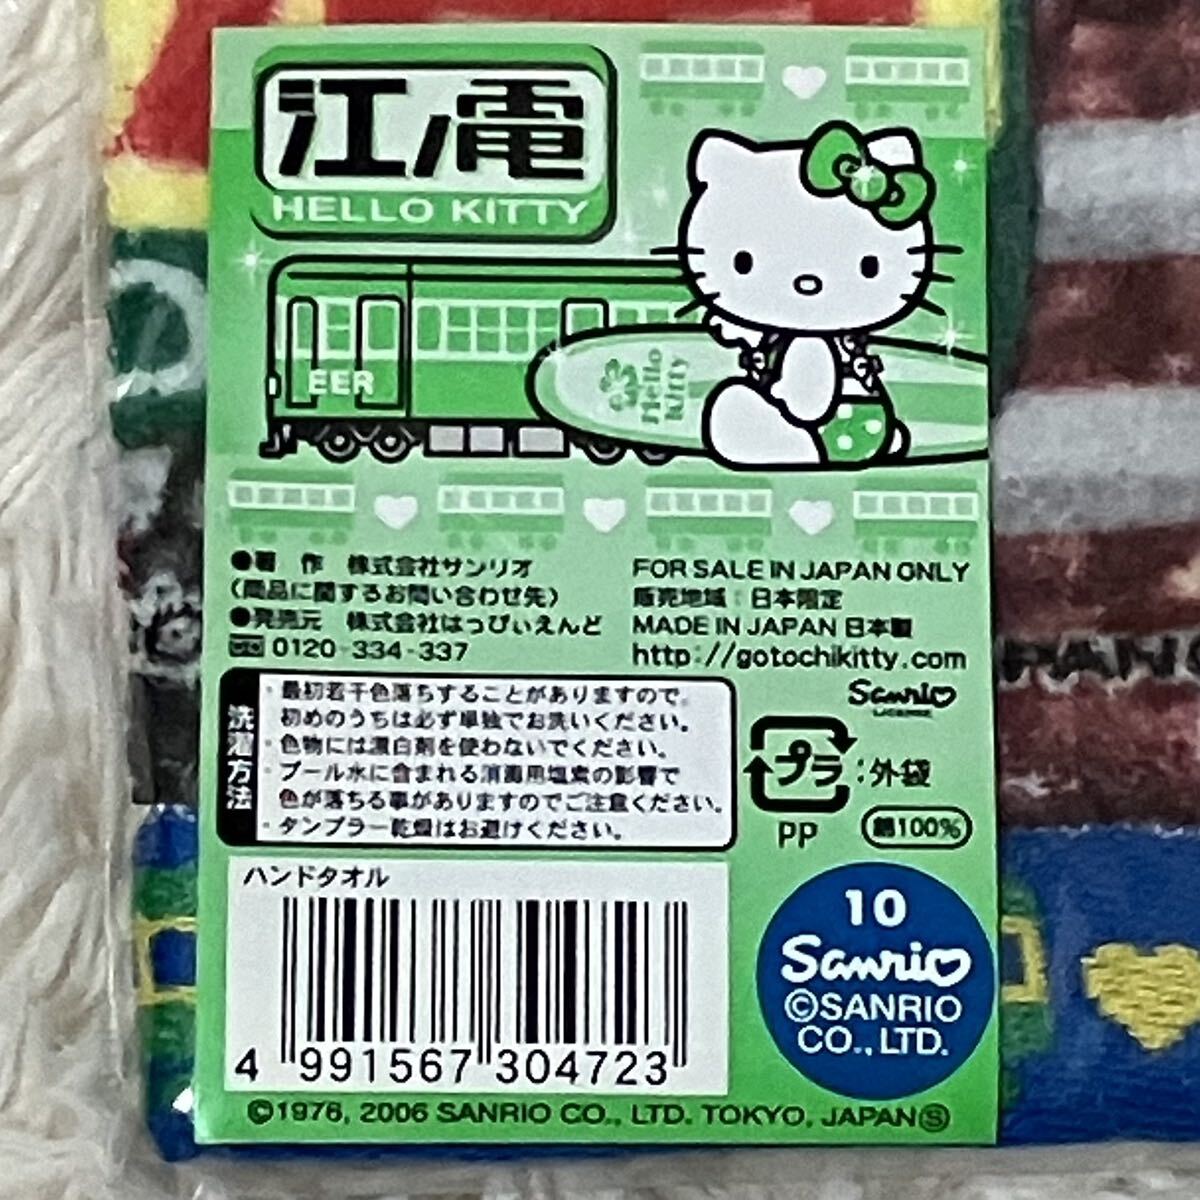 江ノ電
HELLO KITTY
EER
Hello
Kitty
●著 作 株式会社サンリオ
(商品に関するお問い合わせ先)
●発売元 株式会社はっぴぃえんど
0120-334-337
FOR SALE IN JAPAN ONLY
販売地域：日本限定
MADE IN JAPAN 日本製
http://gotochikitty.com
Sanrio
LICENSE
洗濯方法
・最初若干色落ちすることがありますので、
初めのうちは必ず単独でお洗いください。
・色物には漂白剤を使わないでください。
・プール水に含まれる消毒用塩素の影響で
色が落ちる事がありますのでご注意ください。
・タンブラー乾燥はお避けください。
プラ:外袋
PP
綿100%
ハンドタオル
4 991567 304723
10
Sanrio
©SANRIO
CO.,LTD.
©1976, 2006 SANRIO CO., LTD. TOKYO, JAPAN Ⓢ